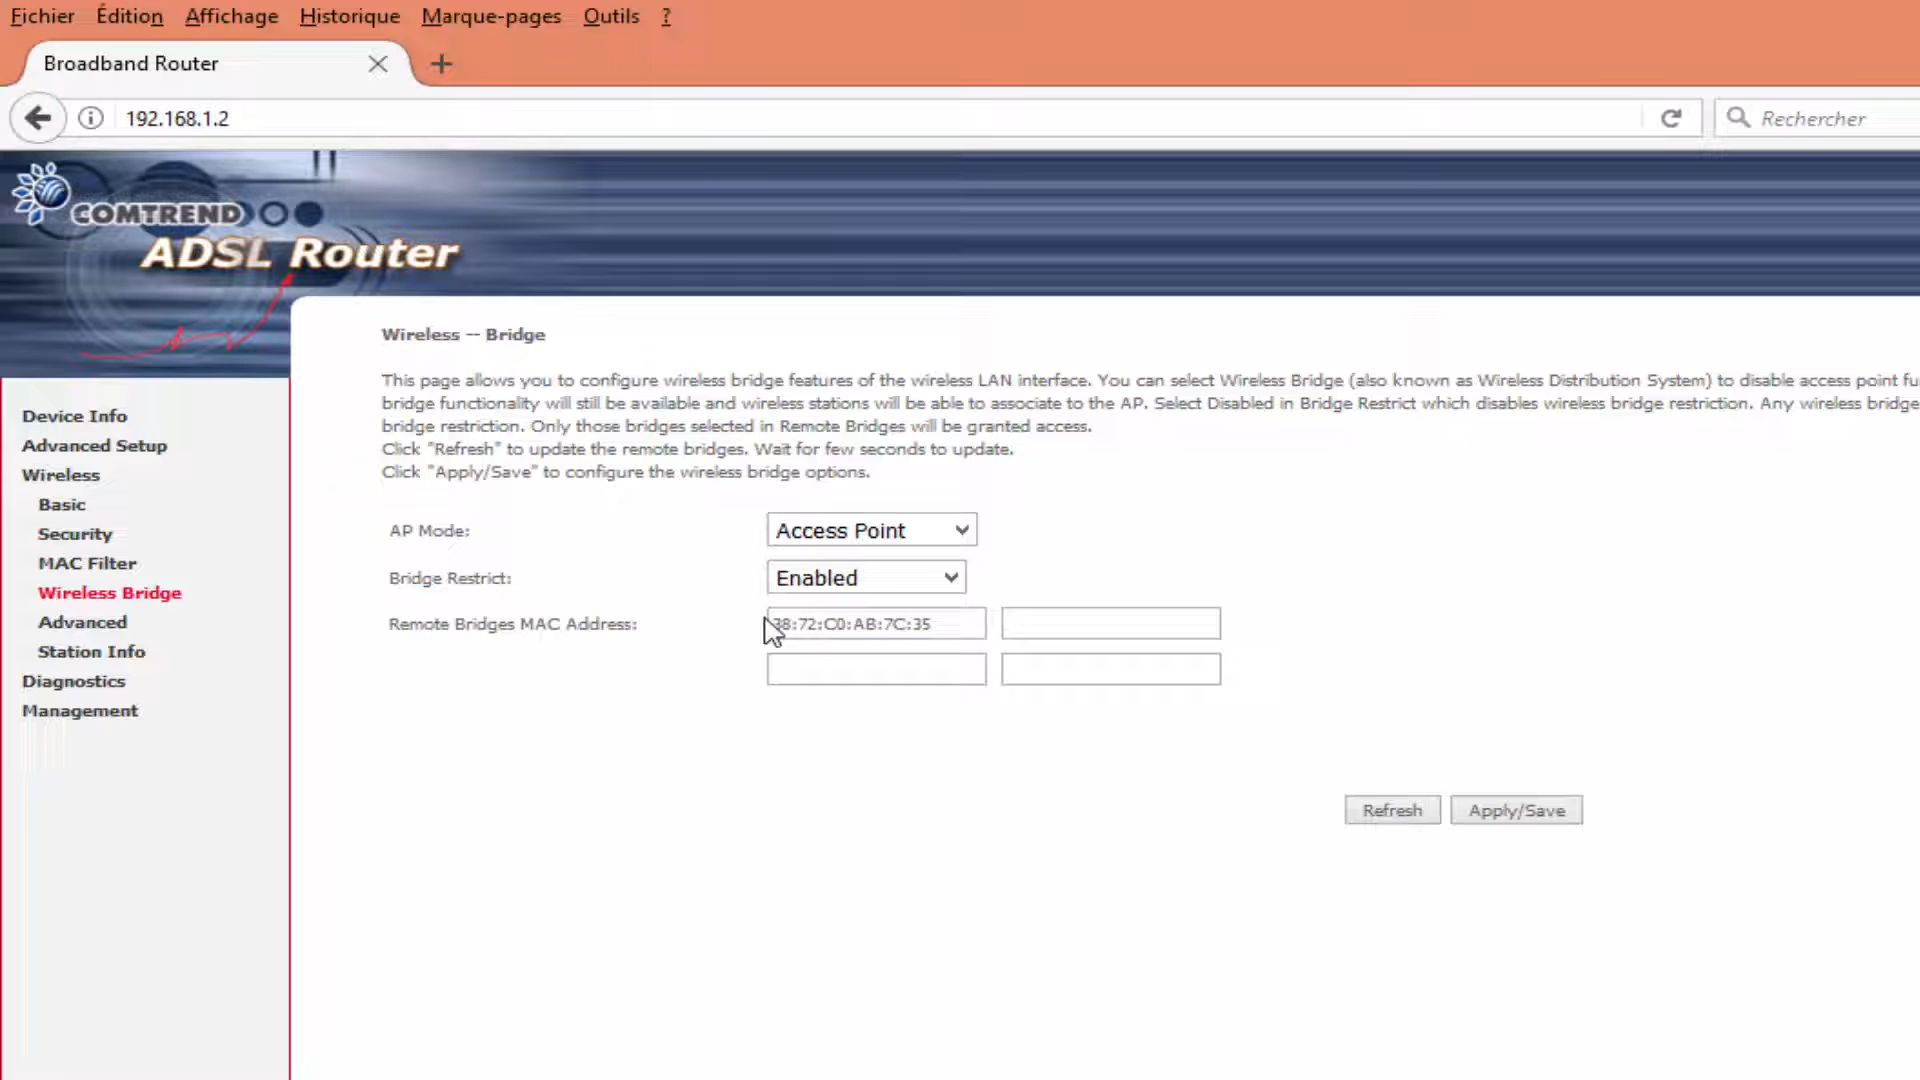 Fichier Édition Affichage Historique Marque-pages Outils ?
Broadband Router
192.168.1.2
Rechercher
COMTREND
ADSL Router
Wireless -- Bridge
This page allows you to configure wireless bridge features of the wireless LAN interface. You can select Wireless Bridge (also known as Wireless Distribution System) to disable access point fu
bridge functionality will still be available and wireless stations will be able to associate to the AP. Select Disabled in Bridge Restrict which disables wireless bridge restriction. Any wireless bridge
bridge restriction. Only those bridges selected in Remote Bridges will be granted access.
Click "Refresh" to update the remote bridges. Wait for few seconds to update.
Click "Apply/Save" to configure the wireless bridge options.
Device Info
Advanced Setup
Wireless
Basic
Security
MAC Filter
Wireless Bridge
Advanced
Station Info
Diagnostics
Management
AP Mode: Access Point
Bridge Restrict: Enabled
Remote Bridges MAC Address: 38:72:C0:AB:7C:35
Refresh Apply/Save